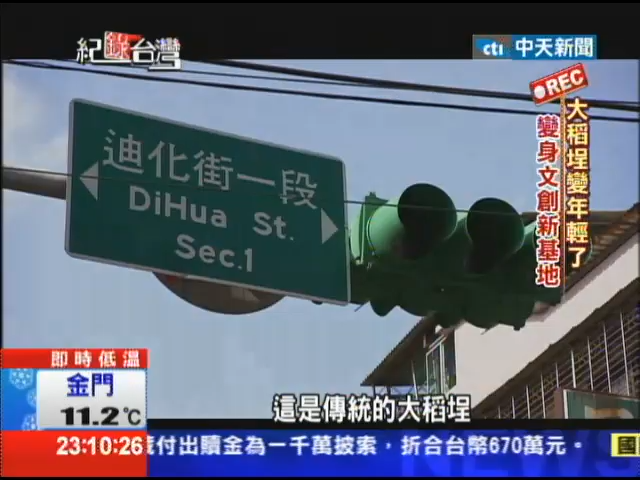 紀錄台灣
cti 中天新聞
REC
大稻埕變年輕了
變身文創新基地
迪化街一段
DiHua St.
Sec.1
即時低溫
金門
11.2℃
這是傳統的大稻埕
23:10:26
付出贖金為一千萬披索，折合台幣670萬元。